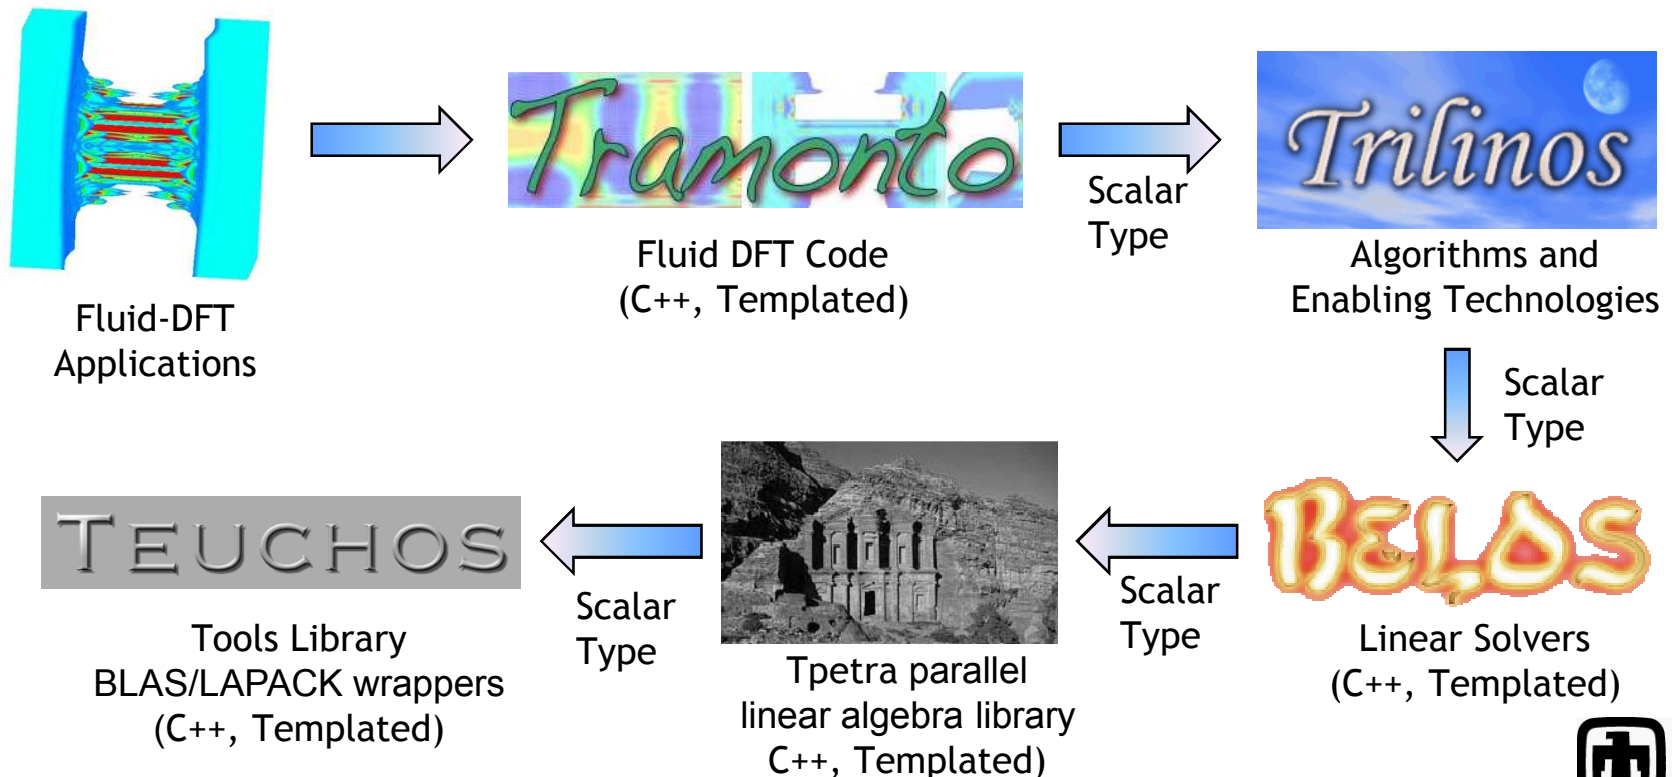 Tramonto
Trilinos
Scalar
Type
Fluid DFT Code
(C++, Templated)
Algorithms and
Enabling Technologies
Fluid-DFT
Applications
Scalar
Type
TEUCHOS
BELOS
Scalar
Type
Scalar
Type
Tools Library
BLAS/LAPACK wrappers
(C++, Templated)
Tpetra parallel
linear algebra library
C++, Templated)
Linear Solvers
(C++, Templated)